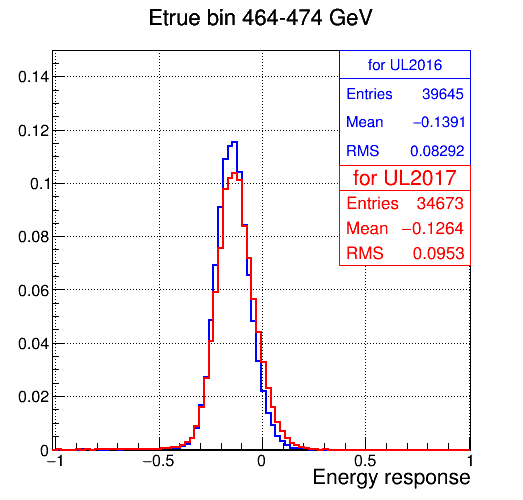 Etrue bin 464-474 GeV
for UL2016
Entries 39645
Mean −0.1391
RMS 0.08292
for UL2017
Entries 34673
Mean −0.1264
RMS 0.0953
0.14
0.12
0.1
0.08
0.06
0.04
0.02
0
−1 −0.5 0 0.5 1
Energy response